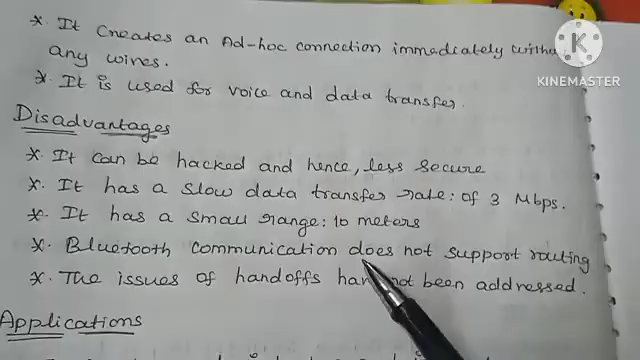 *. It creates an Ad-hoc connection immediately
any wires.
*. It is used for voice and data transfer.
Disadvantages
*. It can be hacked and hence, less secure
*. It has a slow data transfer rate: of 3 Mbps.
*. It has a small range: 10 meters
*. Bluetooth communication does not support routing
*. The issues of handoffs not been addressed.
Applications
KINEMASTER